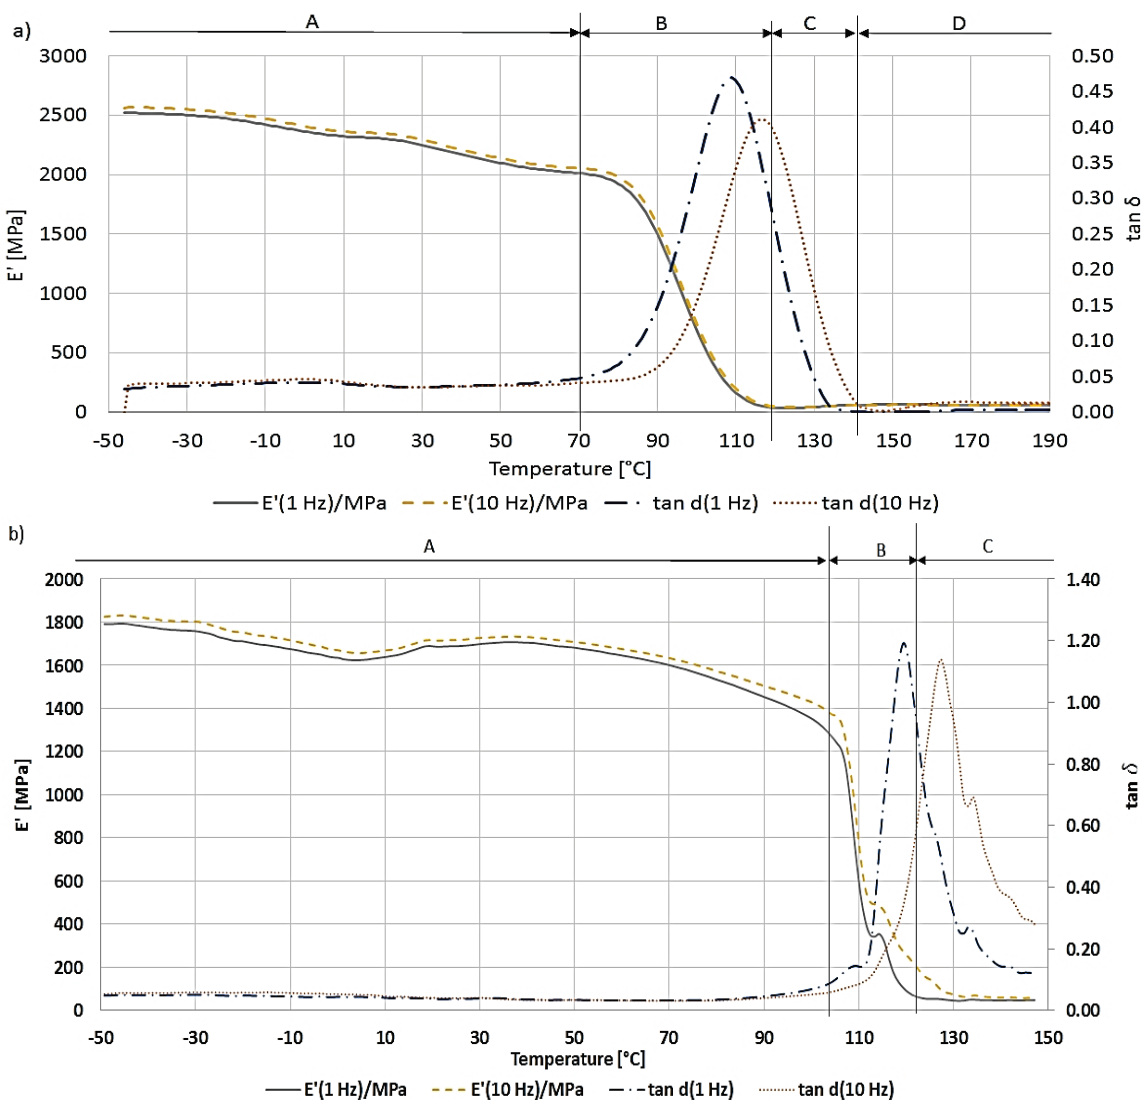 a)
A B C D
3000 0.50
0.45
2500
0.40
2000 0.35
0.30
1500 0.25
0.20
1000
0.15
500 0.10
0.05
0 0.00
E' [MPa]
tan δ
-50 -30 -10 10 30 50 70 90 110 130 150 170 190
Temperature [°C]
E'(1 Hz)/MPa E'(10 Hz)/MPa tan d(1 Hz) tan d(10 Hz)
b)
A B C
2000 1.40
1800
1.20
1600
1400 1.00
1200
0.80
1000
800 0.60
600
0.40
400
200 0.20
0 0.00
E' [MPa]
tan δ
-50 -30 -10 10 30 50 70 90 110 130 150
Temperature [°C]
E'(1 Hz)/MPa E'(10 Hz)/MPa tan d(1 Hz) tan d(10 Hz)